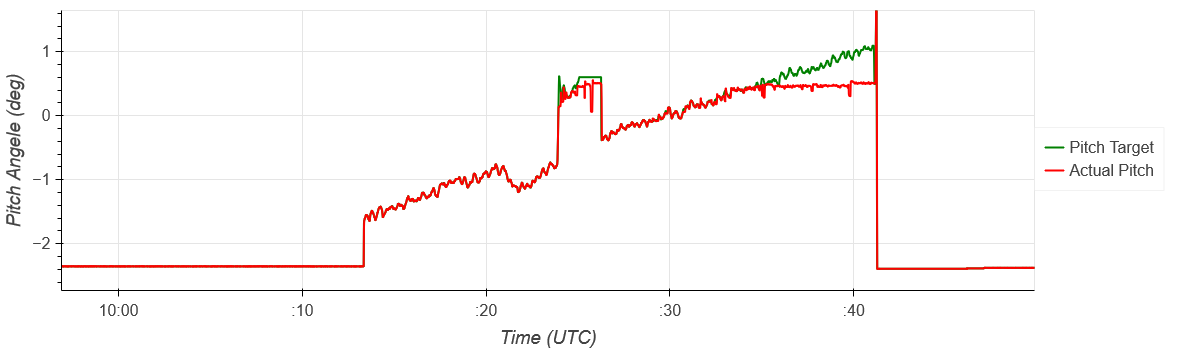 Pitch Angele (deg)
1
0
−1
−2
10:00
:10
:20
:30
:40
Time (UTC)
Pitch Target
Actual Pitch